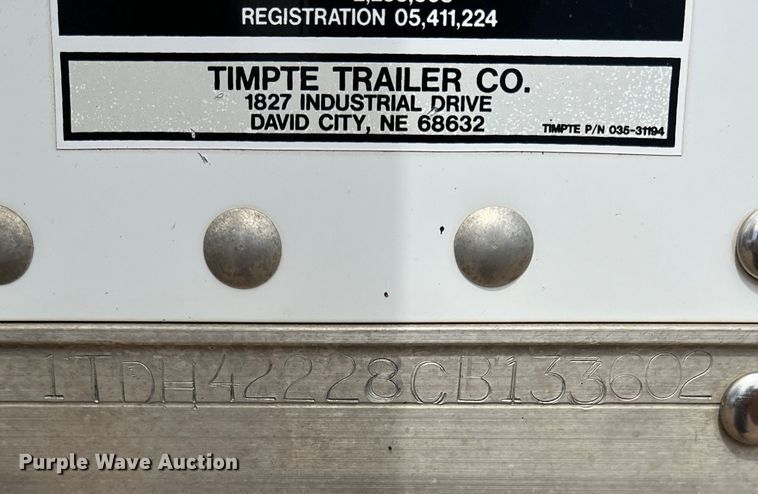 REGISTRATION 05,411,224
TIMPTE TRAILER CO.
1827 INDUSTRIAL DRIVE
DAVID CITY, NE 68632
TIMPTE P/N 035-31194
1TDH42228CB133602
Purple Wave Auction